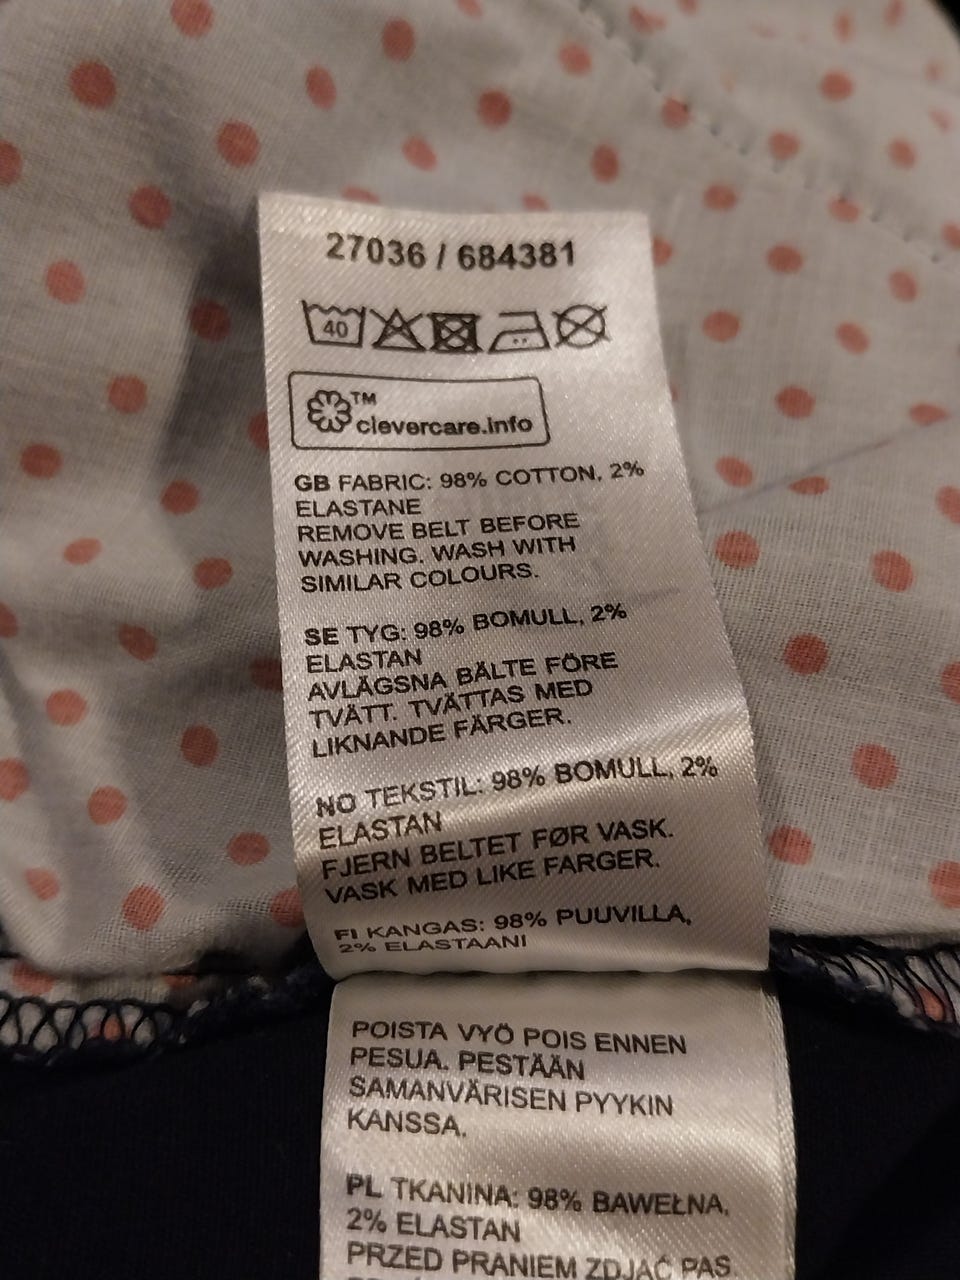 27036 / 684381
40
TM
clevercare.info
GB FABRIC: 98% COTTON, 2%
ELASTANE
REMOVE BELT BEFORE
WASHING. WASH WITH
SIMILAR COLOURS.
SE TYG: 98% BOMULL, 2%
ELASTAN
AVLÄGSNA BÄLTE FÖRE
TVÄTT. TVÄTTAS MED
LIKNANDE FÄRGER.
NO TEKSTIL: 98% BOMULL, 2%
ELASTAN
FJERN BELTET FØR VASK.
VASK MED LIKE FARGER.
FI KANGAS: 98% PUUVILLA,
2% ELASTAANI
POISTA VYÖ POIS ENNEN
PESUA. PESTÄÄN
SAMANVÄRISEN PYYKIN
KANSSA.
PL TKANINA: 98% BAWEŁNA,
2% ELASTAN
PRZED PRANIEM ZDJĄĆ PAS